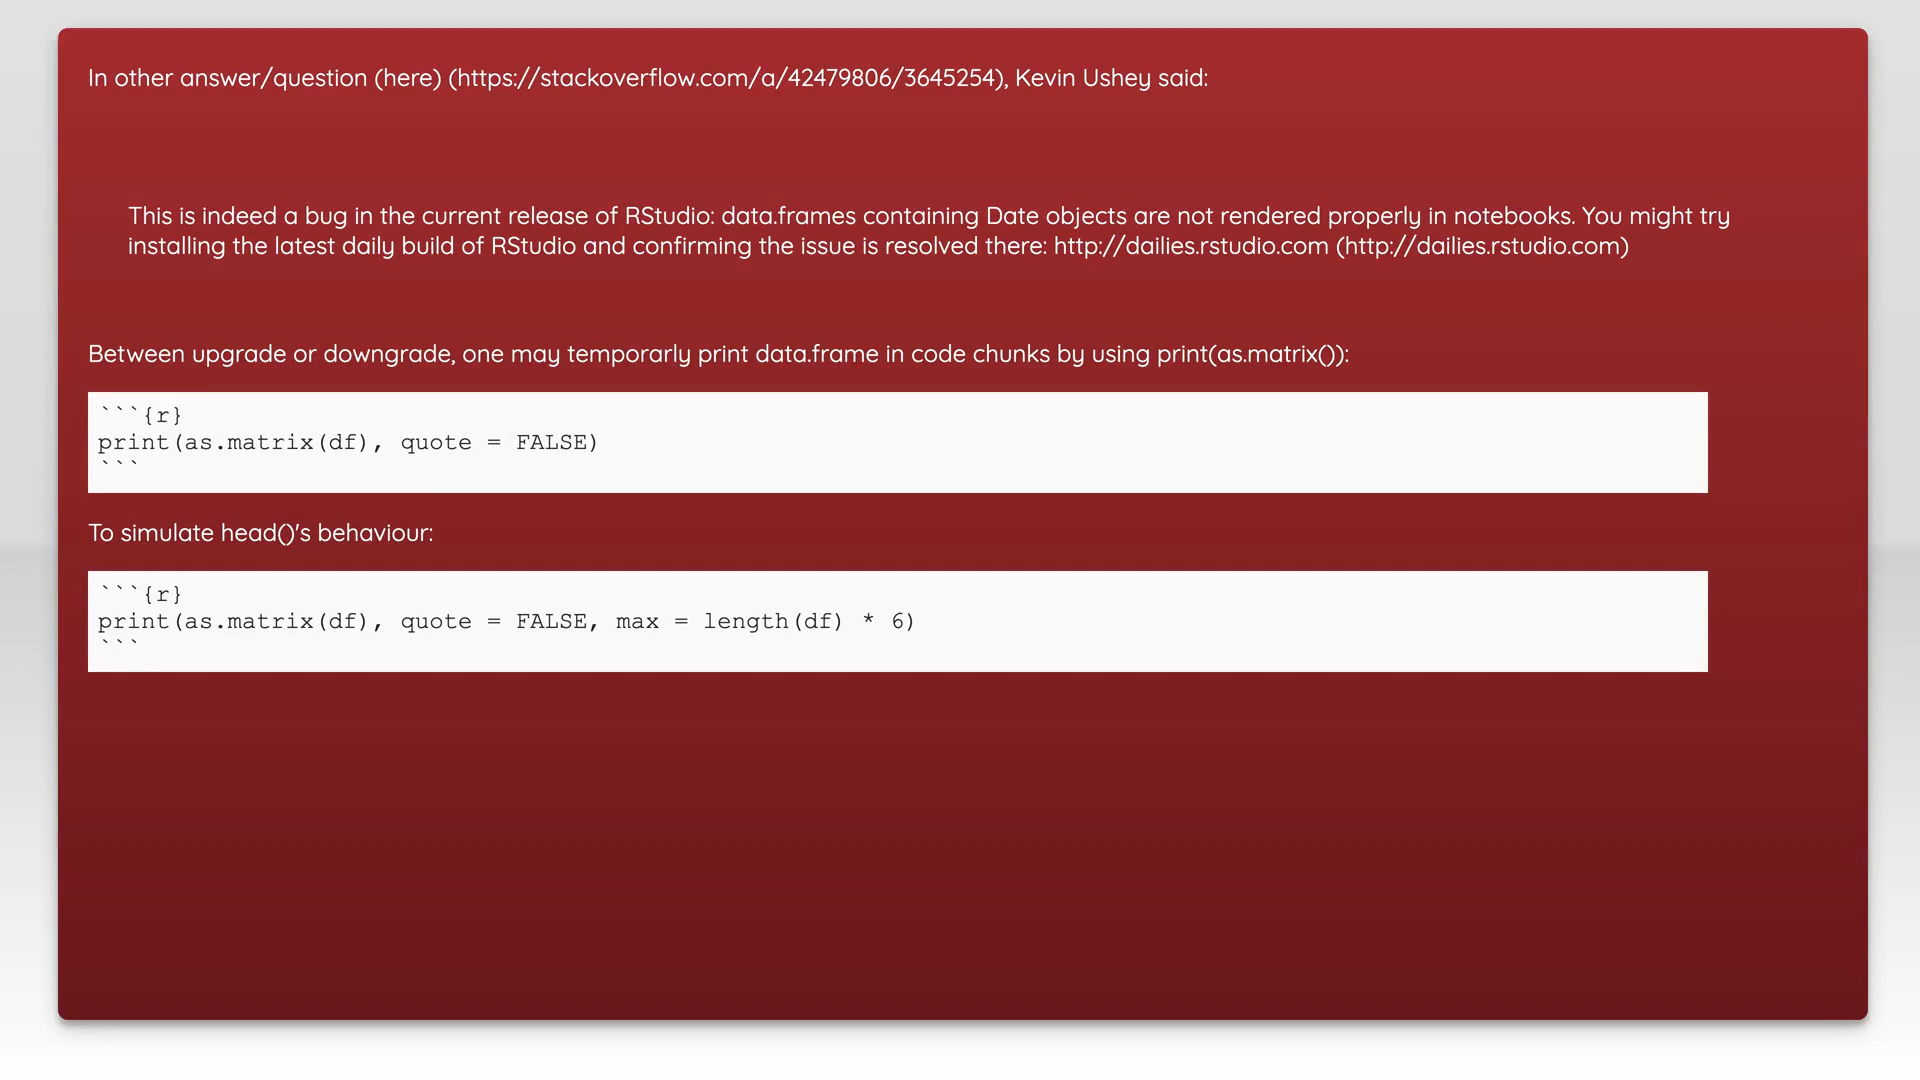 In other answer/question (here) (https://stackoverflow.com/a/42479806/3645254), Kevin Ushey said:
This is indeed a bug in the current release of RStudio: data.frames containing Date objects are not rendered properly in notebooks. You might try
installing the latest daily build of RStudio and confirming the issue is resolved there: http://dailies.rstudio.com (http://dailies.rstudio.com)
Between upgrade or downgrade, one may temporarly print data.frame in code chunks by using print(as.matrix()):
```{r}
print(as.matrix(df), quote = FALSE)
```
To simulate head()'s behaviour:
```{r}
print(as.matrix(df), quote = FALSE, max = length(df) * 6)
```